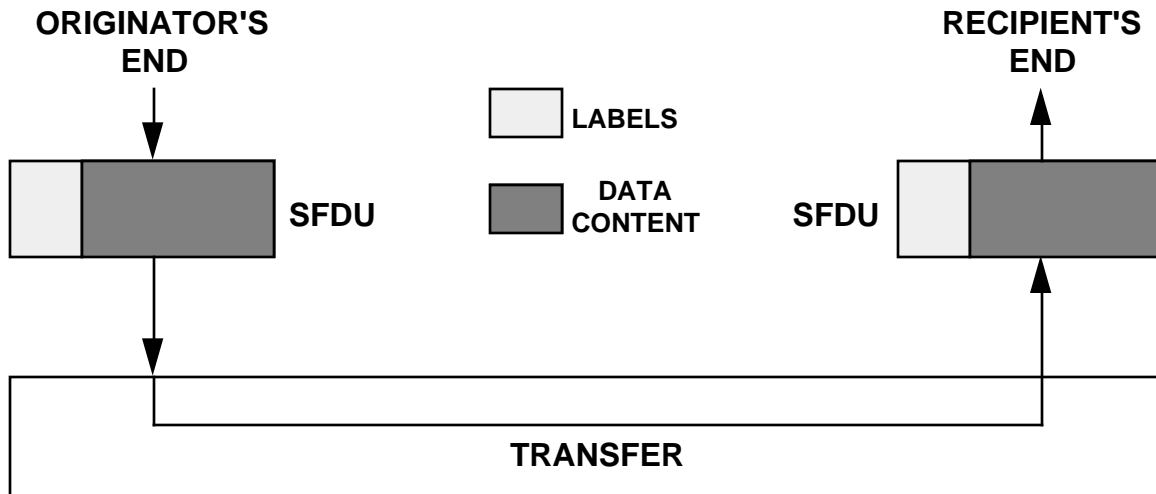 ORIGINATOR'S
END
RECIPIENT'S
END
LABELS
DATA
CONTENT
SFDU
SFDU
TRANSFER